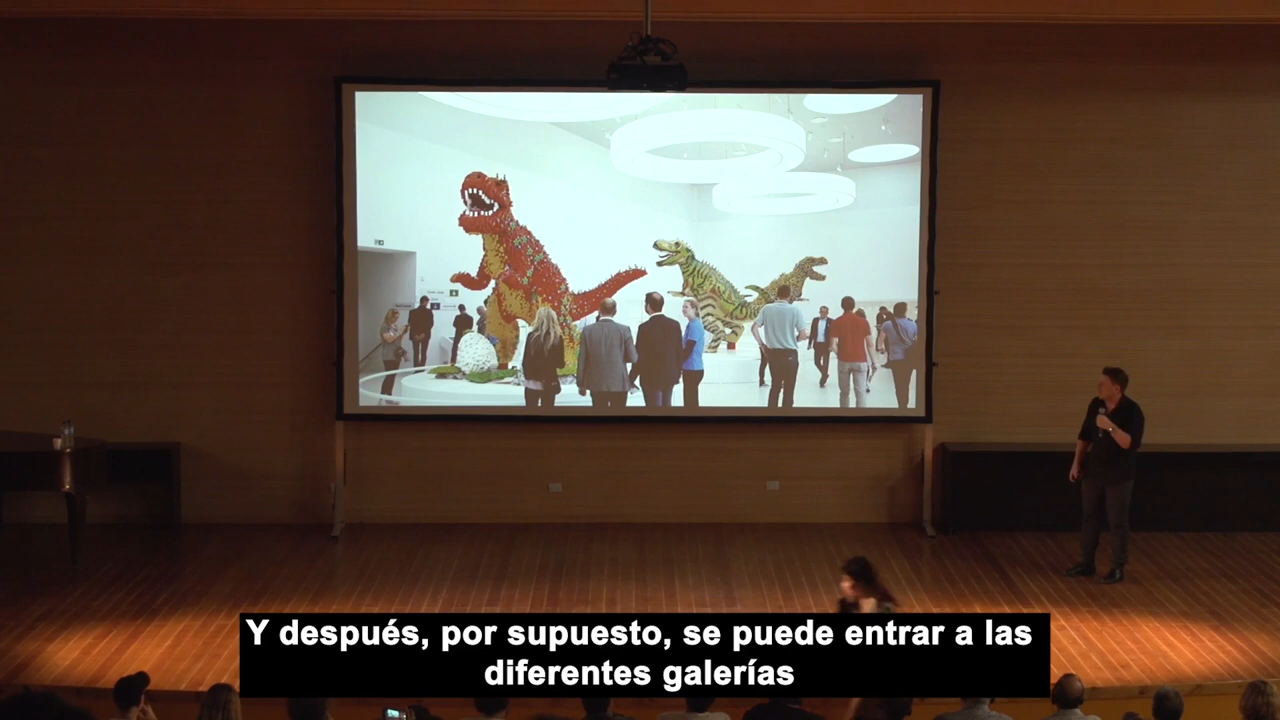 Y después, por supuesto, se puede entrar a las
diferentes galerías